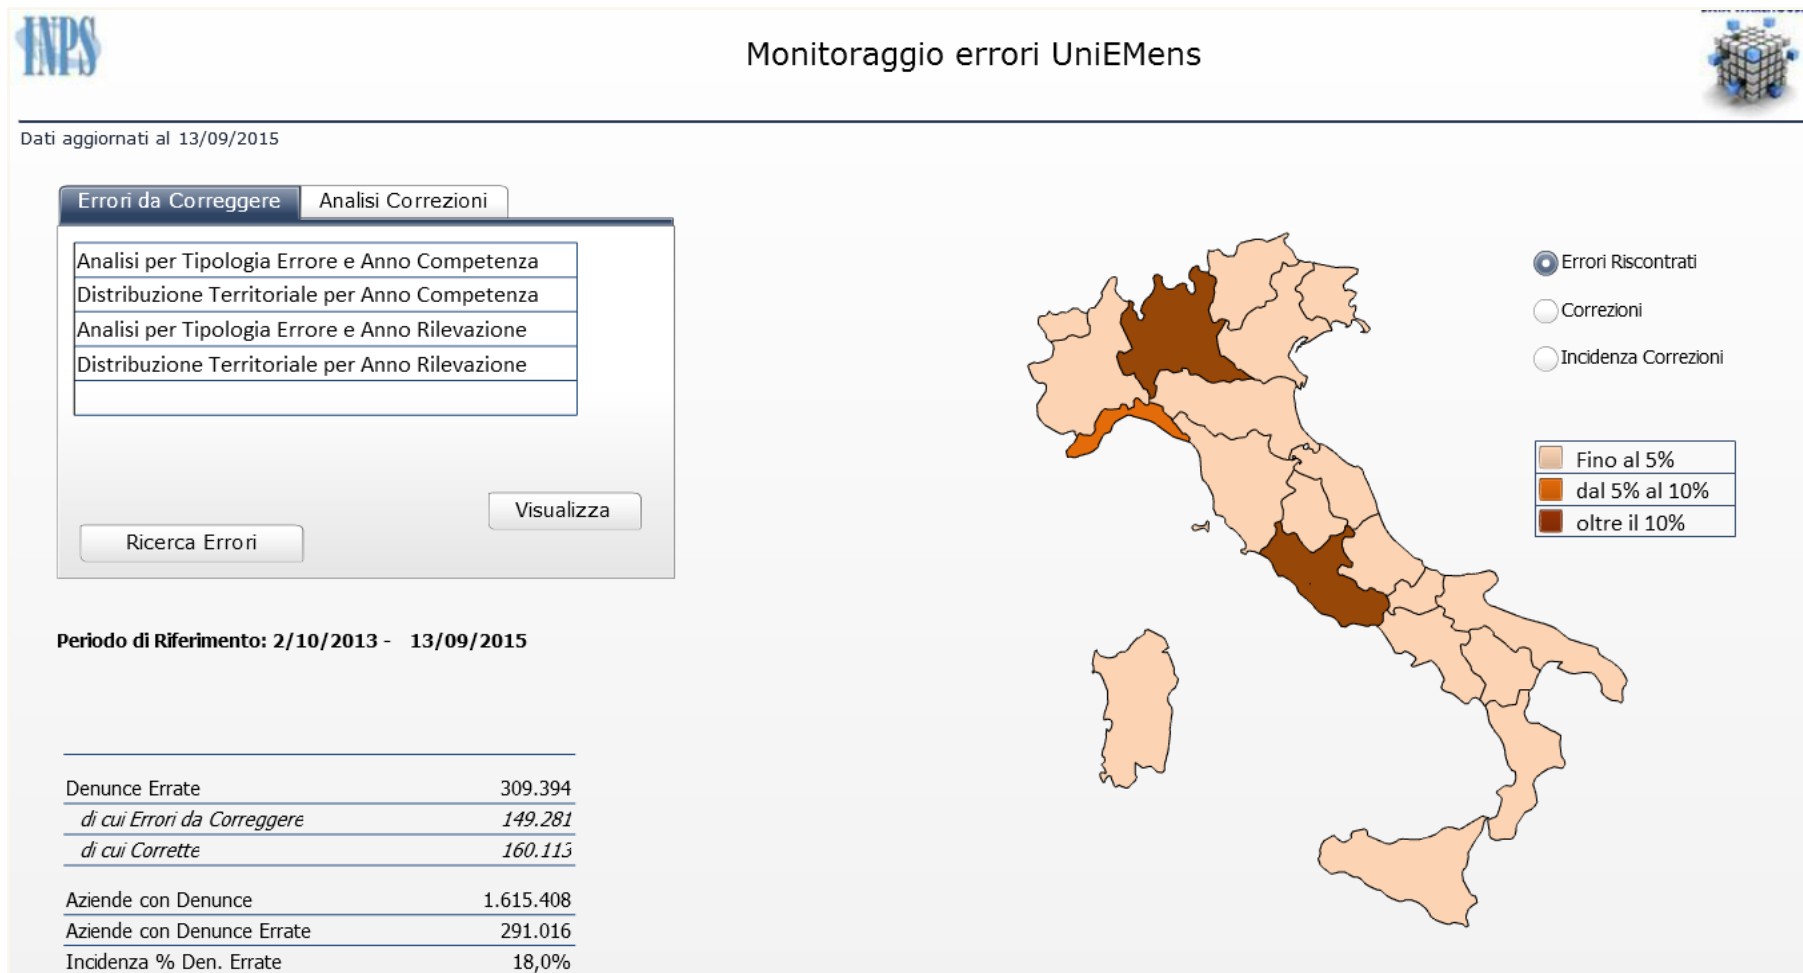 INPS
Monitoraggio errori UniEMens
Dati aggiornati al 13/09/2015
Errori da Correggere
Analisi Correzioni
Analisi per Tipologia Errore e Anno Competenza
Distribuzione Territoriale per Anno Competenza
Analisi per Tipologia Errore e Anno Rilevazione
Distribuzione Territoriale per Anno Rilevazione
Visualizza
Ricerca Errori
Errori Riscontrati
Correzioni
Incidenza Correzioni
Fino al 5%
dal 5% al 10%
oltre il 10%
Periodo di Riferimento: 2/10/2013 - 13/09/2015
Denunce Errate 309.394
di cui Errori da Correggere 149.281
di cui Corrette 160.113
Aziende con Denunce 1.615.408
Aziende con Denunce Errate 291.016
Incidenza % Den. Errate 18,0%